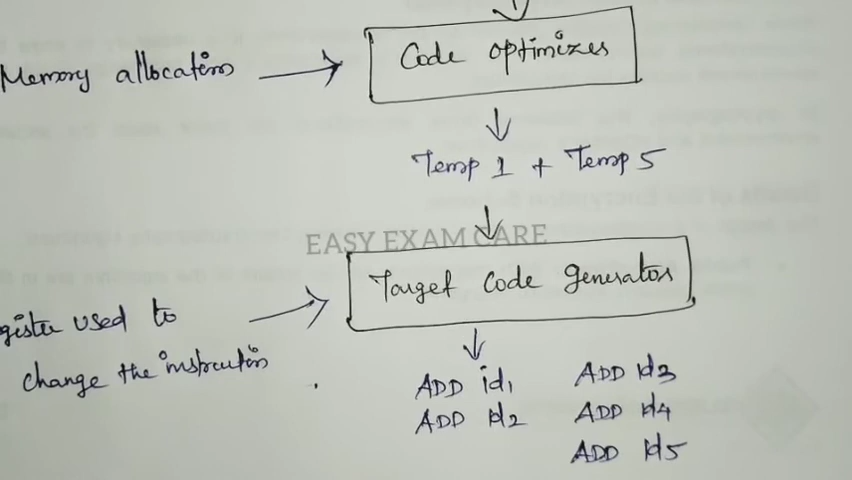 Code optimizes
Memory allocation
Temp 1 + Temp 5
EASY EXAM CARE
Target Code Generator
used to
change the instruction
ADD id1 ADD Id3
ADD Id2 ADD Id4
ADD Id5